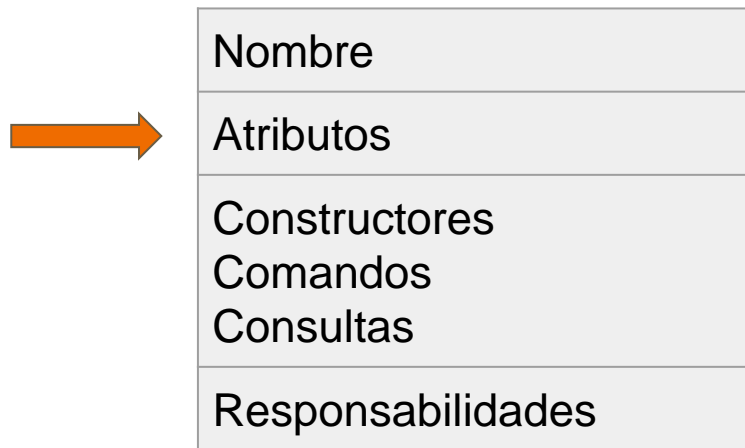 Nombre
Atributos
Constructores
Comandos
Consultas
Responsabilidades